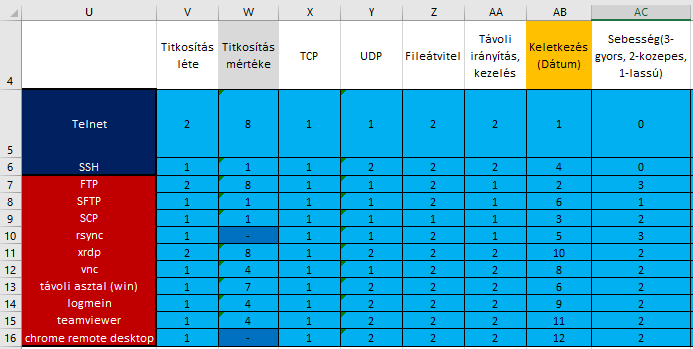 U V W X Y Z AA AB AC
4 Titkosítás léte Titkosítás mértéke TCP UDP Fileátvitel Távoli irányítás, kezelés Keletkezés (Dátum) Sebesség(3-gyors, 2-kozepes, 1-lassú)
5 Telnet 2 8 1 1 2 2 1 0
6 SSH 1 1 1 2 2 2 4 0
7 FTP 2 8 1 1 2 1 2 3
8 SFTP 1 1 1 1 2 1 6 1
9 SCP 1 1 1 1 1 1 3 2
10 rsync 1 - 1 1 2 1 5 3
11 xrdp 2 8 1 2 2 2 10 2
12 vnc 1 4 1 1 2 2 8 2
13 távoli asztal (win) 1 7 1 2 2 2 6 2
14 logmein 1 4 1 2 2 2 9 2
15 teamviewer 1 4 1 2 2 2 11 2
16 chrome remote desktop 1 - 1 2 2 2 12 2